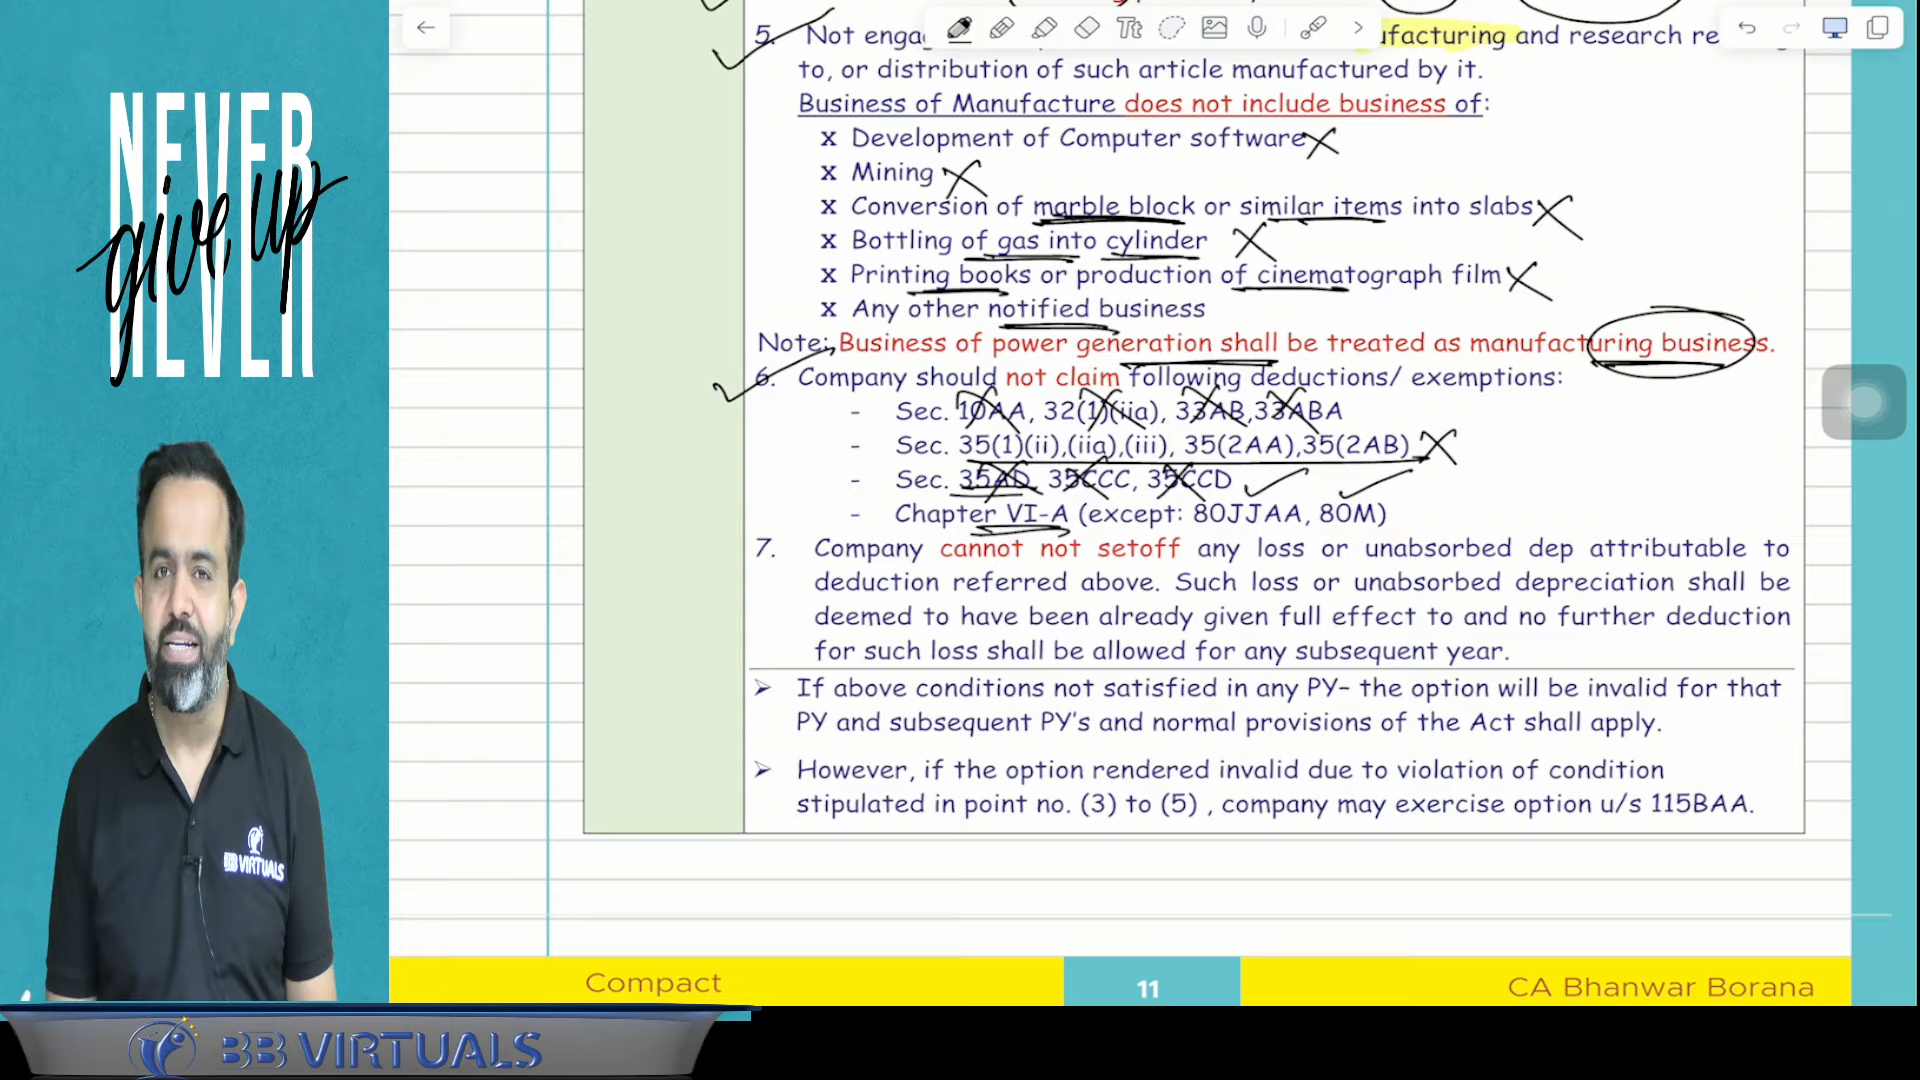 NEVER
give up
NEVER
5. Not enga ufacturing and research re
to, or distribution of such article manufactured by it.
Business of Manufacture does not include business of:
x Development of Computer software
x Mining
x Conversion of marble block or similar items into slabs
x Bottling of gas into cylinder
x Printing books or production of cinematograph film
x Any other notified business
Note: Business of power generation shall be treated as manufacturing business.
6. Company should not claim following deductions/ exemptions:
- Sec. 10AA, 32(1)(iia), 33AB,33ABA
- Sec. 35(1)(ii),(iia),(iii), 35(2AA),35(2AB)
- Sec. 35AD, 35CCC, 35CCD
- Chapter VI-A (except: 80JJAA, 80M)
7. Company cannot not setoff any loss or unabsorbed dep attributable to
deduction referred above. Such loss or unabsorbed depreciation shall be
deemed to have been already given full effect to and no further deduction
for such loss shall be allowed for any subsequent year.
➢ If above conditions not satisfied in any PY– the option will be invalid for that
PY and subsequent PY's and normal provisions of the Act shall apply.
➢ However, if the option rendered invalid due to violation of condition
stipulated in point no. (3) to (5) , company may exercise option u/s 115BAA.
BB VIRTUALS
Compact 11 CA Bhanwar Borana
BB VIRTUALS